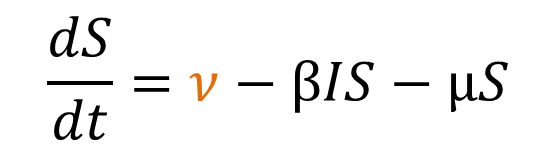 dS/dt = ν − βIS − μS